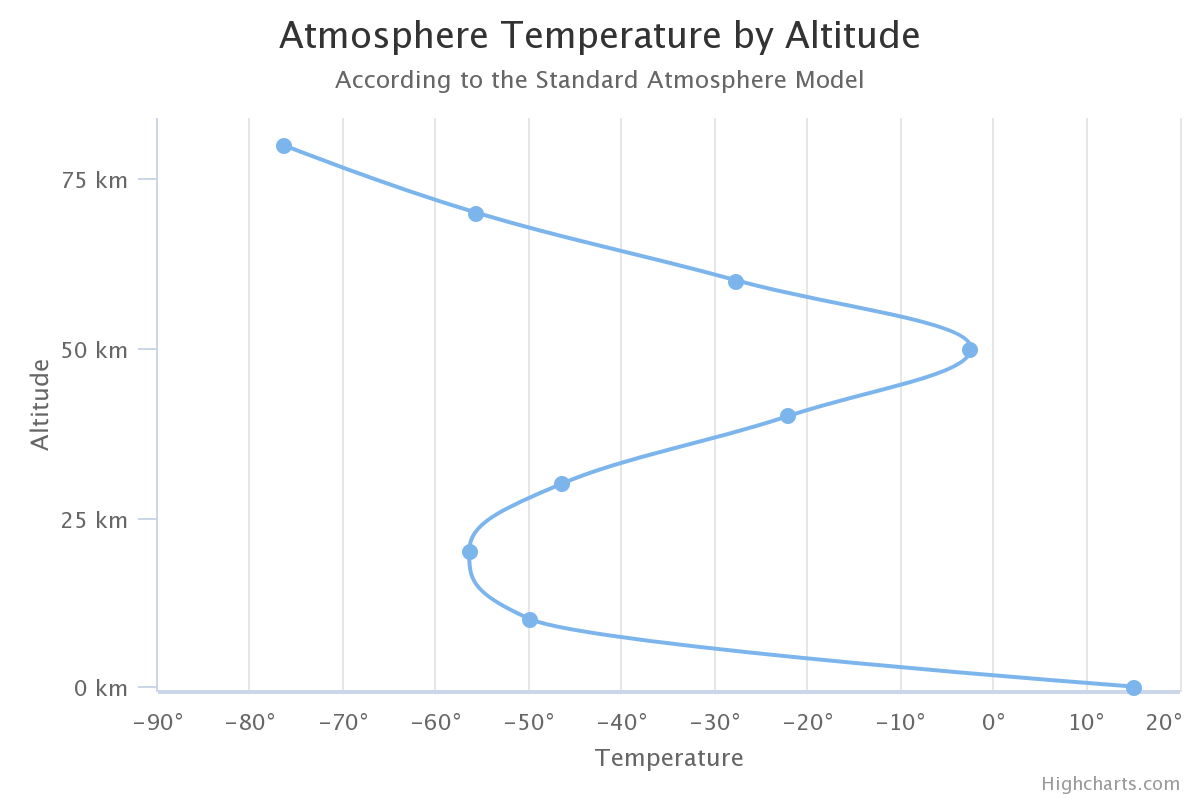 Atmosphere Temperature by Altitude
According to the Standard Atmosphere Model
75 km
50 km
25 km
0 km
Altitude
−90° −80° −70° −60° −50° −40° −30° −20° −10° 0° 10° 20°
Temperature
Highcharts.com